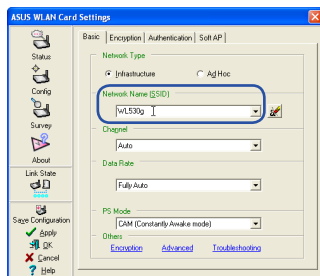 ASUS WLAN Card Settings
Status
Config
Survey
About
Link State
Save Configuration
Apply
OK
Cancel
Help
Basic Encryption Authentication Soft AP
Network Type
Infrastructure Ad Hoc
Network Name (SSID)
WL530g
Channel
Auto
Data Rate
Fully Auto
PS Mode
CAM (Constantly Awake mode)
Others
Encryption Advanced Troubleshooting